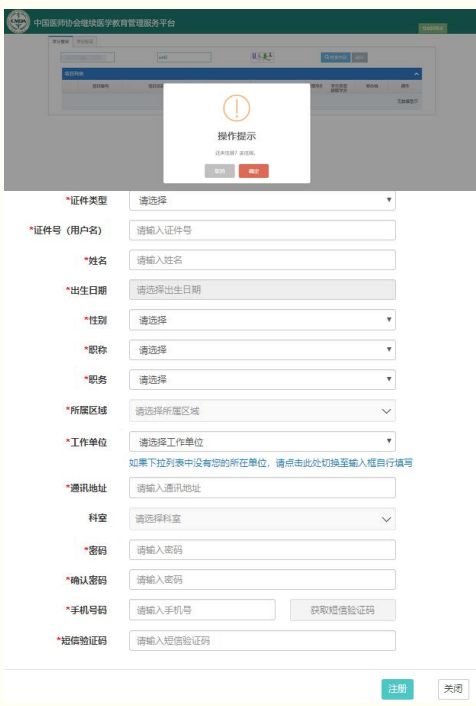 中国医师协会继续医学教育管理服务平台
操作提示
取消 确定
*证件类型 请选择
*证件号（用户名） 请输入证件号
*姓名 请输入姓名
*出生日期 请选择出生日期
*性别 请选择
*职称 请选择
*职务 请选择
*所属区域 请选择所属区域
*工作单位 请选择工作单位
如果下拉列表中没有您的所在单位，请点击此处切换至输入框自行填写
*通讯地址 请输入通讯地址
科室 请选择科室
*密码 请输入密码
*确认密码 请输入密码
*手机号码 请输入手机号 获取短信验证码
*短信验证码 请输入短信验证码
注册 关闭